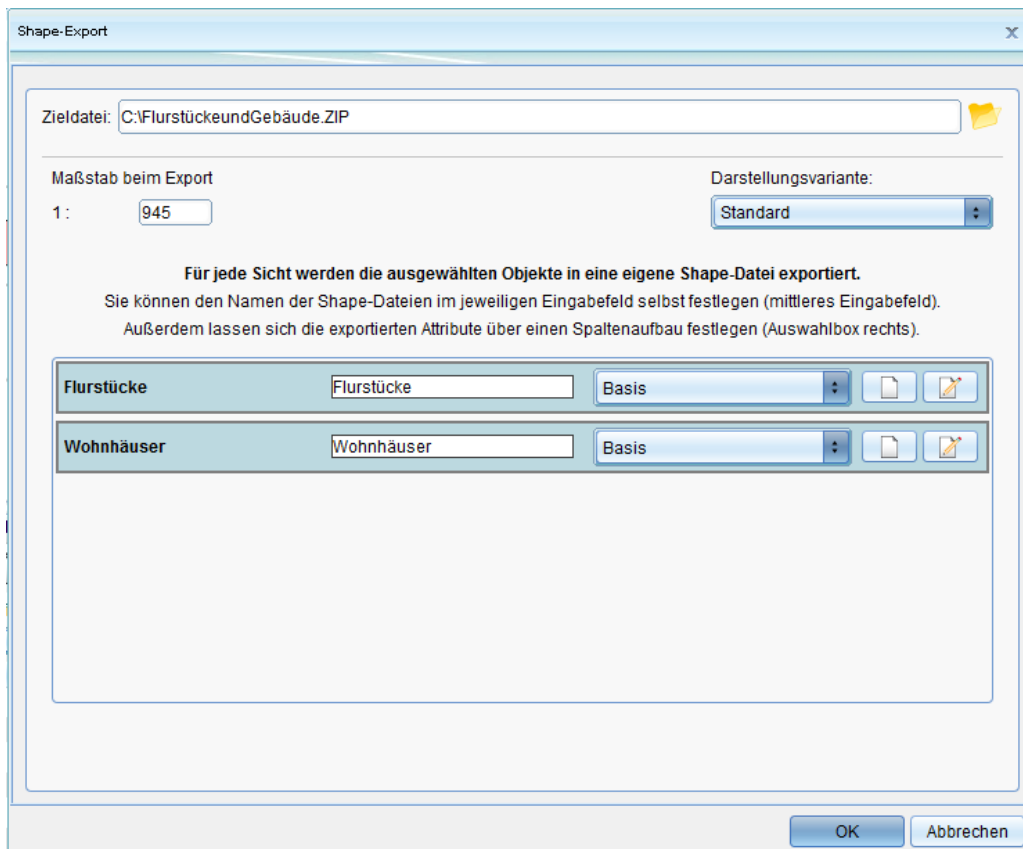 Shape-Export x
Zieldatei: C:\FlurstückeundGebäude.ZIP
Maßstab beim Export Darstellungsvariante:
1: 945 Standard
Für jede Sicht werden die ausgewählten Objekte in eine eigene Shape-Datei exportiert.
Sie können den Namen der Shape-Dateien im jeweiligen Eingabefeld selbst festlegen (mittleres Eingabefeld).
Außerdem lassen sich die exportierten Attribute über einen Spaltenaufbau festlegen (Auswahlbox rechts).
Flurstücke Flurstücke Basis
Wohnhäuser Wohnhäuser Basis
OK Abbrechen